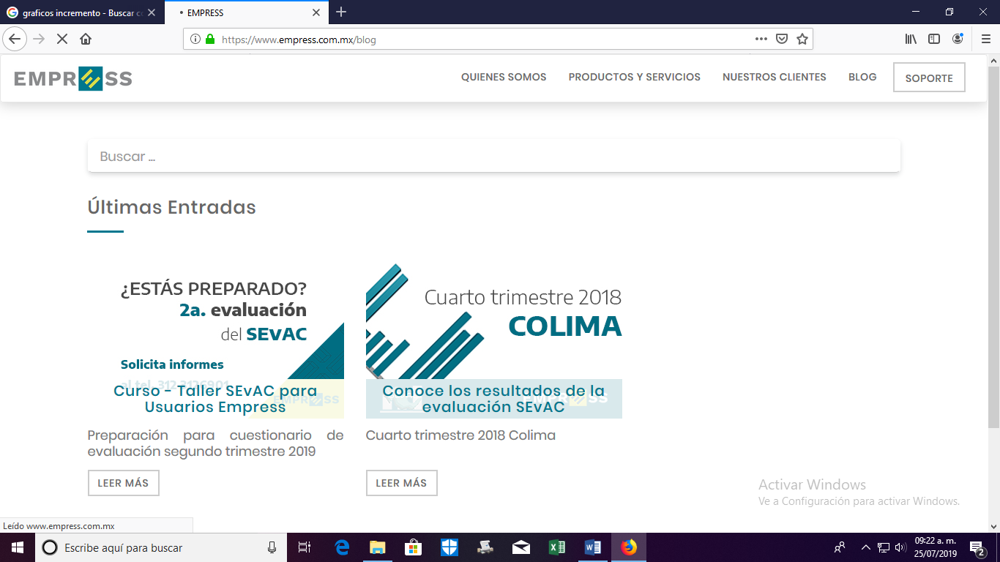 graficos incremento - Buscar c
EMPRESS
https://www.empress.com.mx/blog
EMPRESS
QUIENES SOMOS
PRODUCTOS Y SERVICIOS
NUESTROS CLIENTES
BLOG
SOPORTE
Buscar ...
Últimas Entradas
¿ESTÁS PREPARADO?
2a. evaluación
del SEvAC
Solicita informes
al tel. 312 3136901
Curso - Taller SEvAC para
Usuarios Empress
Preparación para cuestionario de
evaluación segundo trimestre 2019
LEER MÁS
Cuarto trimestre 2018
COLIMA
Conoce los resultados de la
evaluación SEvAC
Cuarto trimestre 2018 Colima
LEER MÁS
Activar Windows
Ve a Configuración para activar Windows.
Leído www.empress.com.mx
Escribe aquí para buscar
09:22 a. m.
25/07/2019
2